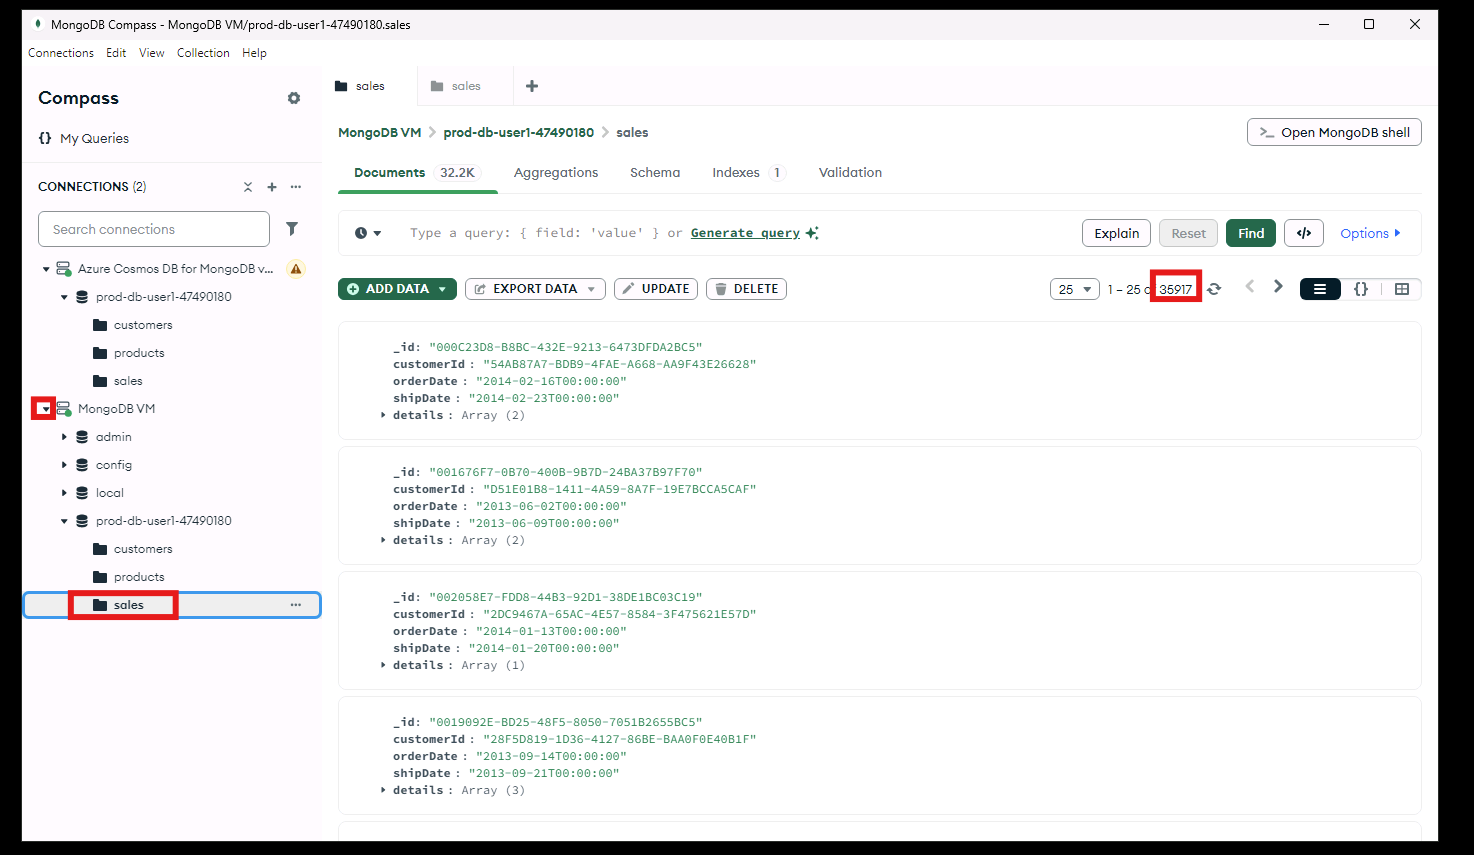 MongoDB Compass - MongoDB VM/prod-db-user1-47490180.sales
Connections Edit View Collection Help
Compass
{} My Queries
CONNECTIONS (2)
Search connections
Azure Cosmos DB for MongoDB v...
prod-db-user1-47490180
customers
products
sales
MongoDB VM
admin
config
local
prod-db-user1-47490180
customers
products
sales
sales sales
MongoDB VM > prod-db-user1-47490180 > sales
>_ Open MongoDB shell
Documents 32.2K Aggregations Schema Indexes 1 Validation
Type a query: { field: 'value' } or Generate query
Explain Reset Find </> Options
ADD DATA EXPORT DATA UPDATE DELETE
25 1 – 25 35917 {}
_id: "000C23D8-B8BC-432E-9213-6473DFDA2BC5"
customerId : "54AB87A7-BDB9-4FAE-A668-AA9F43E26628"
orderDate : "2014-02-16T00:00:00"
shipDate : "2014-02-23T00:00:00"
details : Array (2)
_id: "001676F7-0B70-400B-9B7D-24BA37B97F70"
customerId : "D51E01B8-1411-4A59-8A7F-19E7BCCA5CAF"
orderDate : "2013-06-02T00:00:00"
shipDate : "2013-06-09T00:00:00"
details : Array (2)
_id: "002058E7-FDD8-44B3-92D1-38DE1BC03C19"
customerId : "2DC9467A-65AC-4E57-8584-3F475621E57D"
orderDate : "2014-01-13T00:00:00"
shipDate : "2014-01-20T00:00:00"
details : Array (1)
_id: "0019092E-BD25-48F5-8050-7051B2655BC5"
customerId : "28F5D819-1D36-4127-86BE-BAA0F0E40B1F"
orderDate : "2013-09-14T00:00:00"
shipDate : "2013-09-21T00:00:00"
details : Array (3)